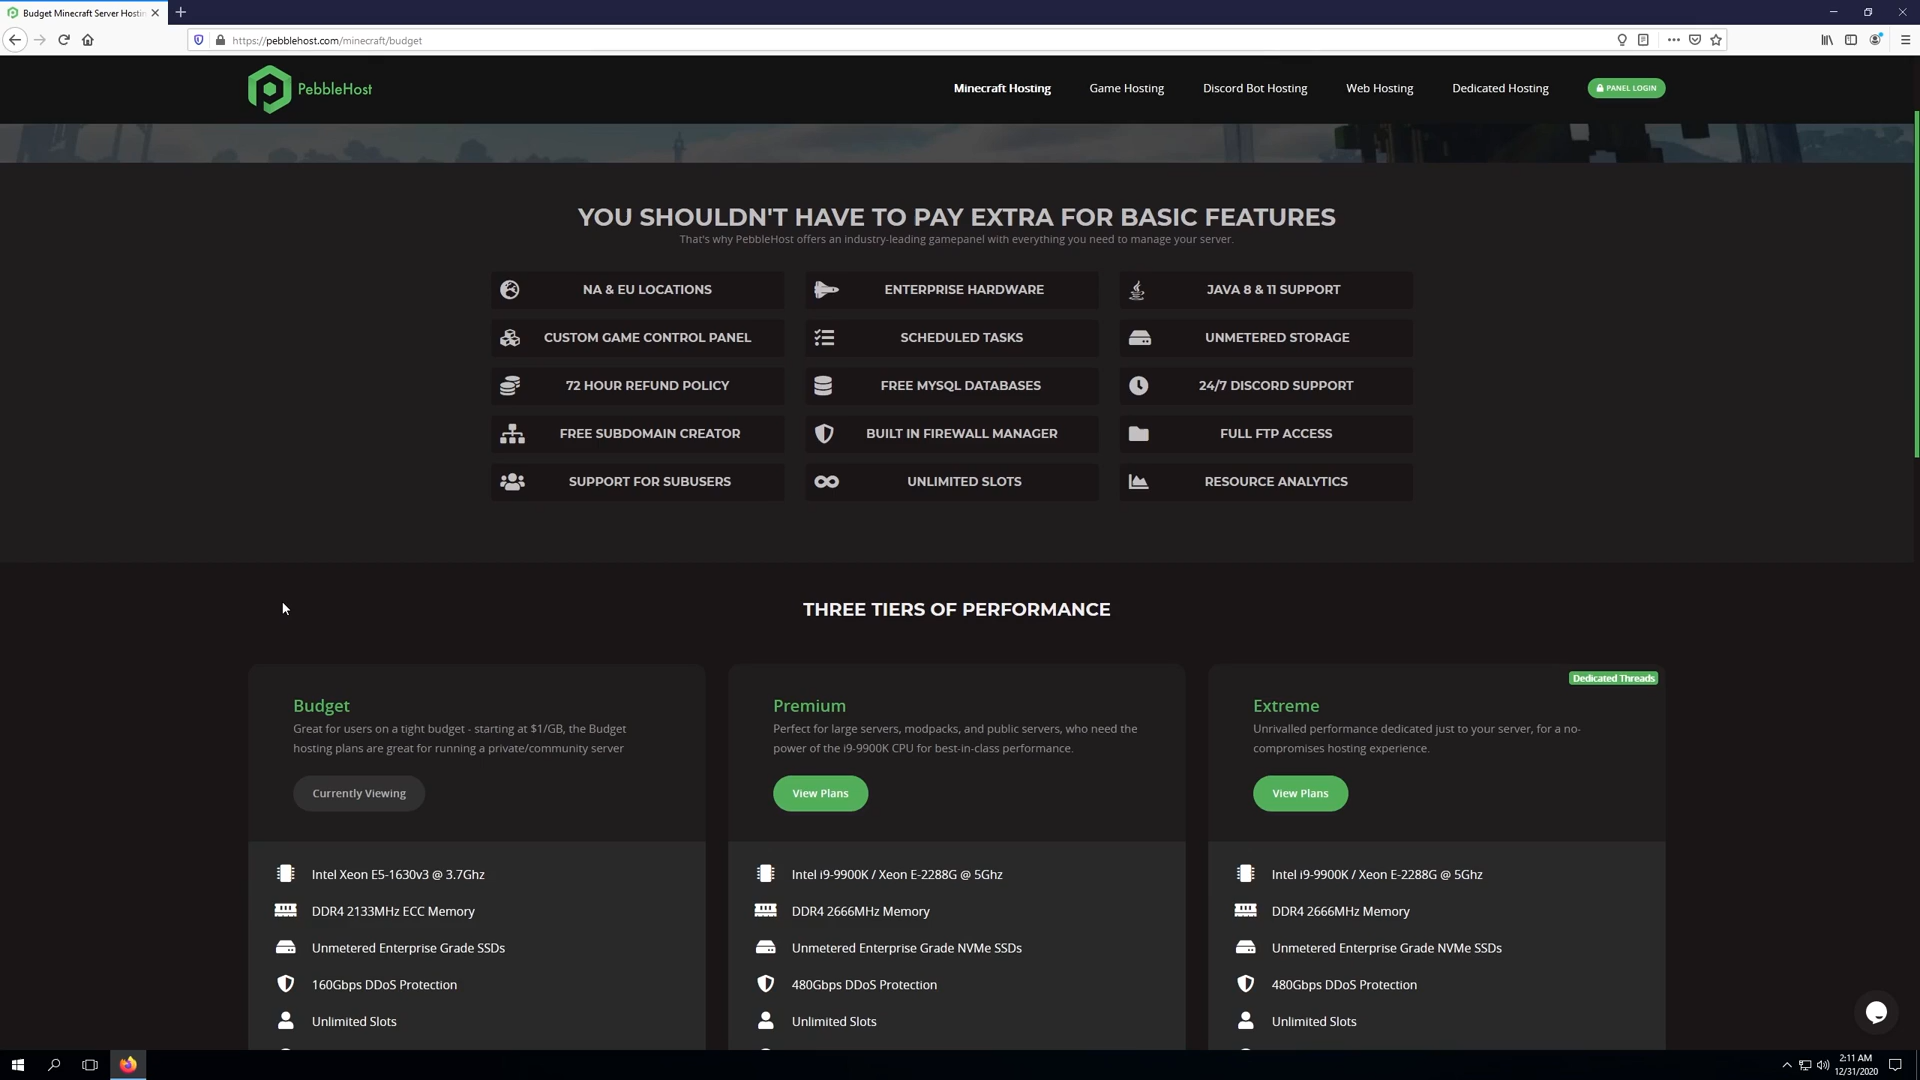 Budget Minecraft Server Hostin
https://pebblehost.com/minecraft/budget
PebbleHost
Minecraft Hosting
Game Hosting
Discord Bot Hosting
Web Hosting
Dedicated Hosting
PANEL LOGIN
YOU SHOULDN'T HAVE TO PAY EXTRA FOR BASIC FEATURES
That's why PebbleHost offers an industry-leading gamepanel with everything you need to manage your server.
NA & EU LOCATIONS
ENTERPRISE HARDWARE
JAVA 8 & 11 SUPPORT
CUSTOM GAME CONTROL PANEL
SCHEDULED TASKS
UNMETERED STORAGE
72 HOUR REFUND POLICY
FREE MYSQL DATABASES
24/7 DISCORD SUPPORT
FREE SUBDOMAIN CREATOR
BUILT IN FIREWALL MANAGER
FULL FTP ACCESS
SUPPORT FOR SUBUSERS
UNLIMITED SLOTS
RESOURCE ANALYTICS
THREE TIERS OF PERFORMANCE
Budget
Great for users on a tight budget - starting at $1/GB, the Budget
hosting plans are great for running a private/community server
Currently Viewing
Intel Xeon E5-1630v3 @ 3.7Ghz
DDR4 2133MHz ECC Memory
Unmetered Enterprise Grade SSDs
160Gbps DDoS Protection
Unlimited Slots
Premium
Perfect for large servers, modpacks, and public servers, who need the
power of the i9-9900K CPU for best-in-class performance.
View Plans
Intel i9-9900K / Xeon E-2288G @ 5Ghz
DDR4 2666MHz Memory
Unmetered Enterprise Grade NVMe SSDs
480Gbps DDoS Protection
Unlimited Slots
Dedicated Threads
Extreme
Unrivalled performance dedicated just to your server, for a no-
compromises hosting experience.
View Plans
Intel i9-9900K / Xeon E-2288G @ 5Ghz
DDR4 2666MHz Memory
Unmetered Enterprise Grade NVMe SSDs
480Gbps DDoS Protection
Unlimited Slots
2:11 AM
12/31/2020